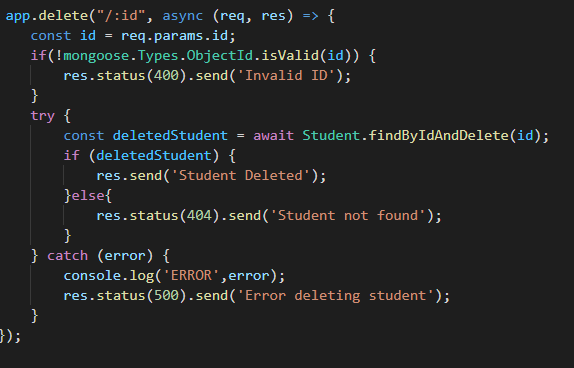 app.delete("/:id", async (req, res) => {
    const id = req.params.id;
    if(!mongoose.Types.ObjectId.isValid(id)) {
        res.status(400).send('Invalid ID');
    }
    try {
        const deletedStudent = await Student.findByIdAndDelete(id);
        if (deletedStudent) {
            res.send('Student Deleted');
        }else{
            res.status(404).send('Student not found');
        }
    } catch (error) {
        console.log('ERROR',error);
        res.status(500).send('Error deleting student');
    }
});